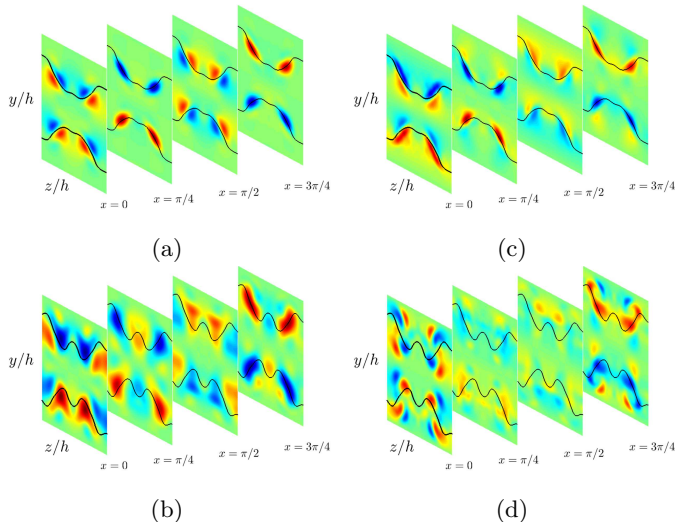 y/h
z/h
x = 0
x = π/4
x = π/2
x = 3π/4
(a)
y/h
z/h
x = 0
x = π/4
x = π/2
x = 3π/4
(c)
y/h
z/h
x = 0
x = π/4
x = π/2
x = 3π/4
(b)
y/h
z/h
x = 0
x = π/4
x = π/2
x = 3π/4
(d)